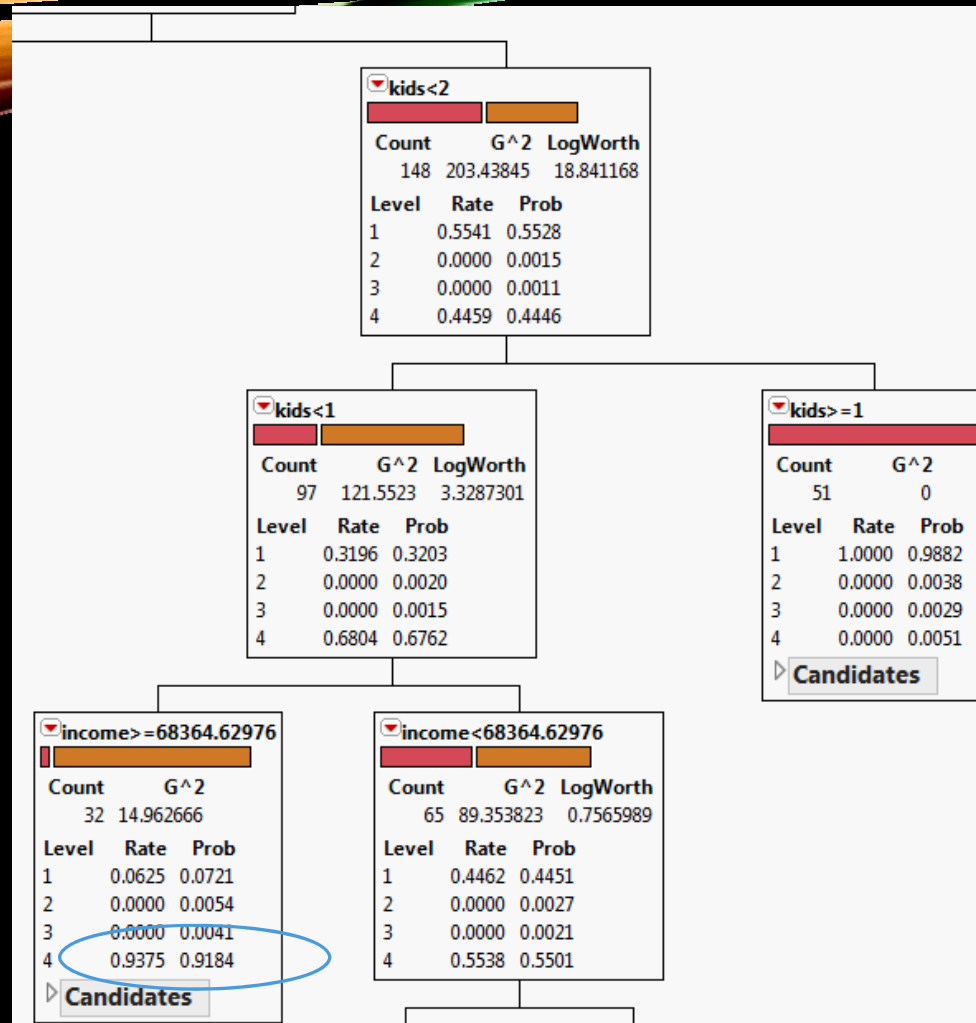 kids<2
Count G^2 LogWorth
148 203.43845 18.841168
Level Rate Prob
1 0.5541 0.5528
2 0.0000 0.0015
3 0.0000 0.0011
4 0.4459 0.4446
kids<1
Count G^2 LogWorth
97 121.5523 3.3287301
Level Rate Prob
1 0.3196 0.3203
2 0.0000 0.0020
3 0.0000 0.0015
4 0.6804 0.6762
kids>=1
Count G^2
51 0
Level Rate Prob
1 1.0000 0.9882
2 0.0000 0.0038
3 0.0000 0.0029
4 0.0000 0.0051
Candidates
income>=68364.62976
Count G^2
32 14.962666
Level Rate Prob
1 0.0625 0.0721
2 0.0000 0.0054
3 0.0000 0.0041
4 0.9375 0.9184
Candidates
income<68364.62976
Count G^2 LogWorth
65 89.353823 0.7565989
Level Rate Prob
1 0.4462 0.4451
2 0.0000 0.0027
3 0.0000 0.0021
4 0.5538 0.5501